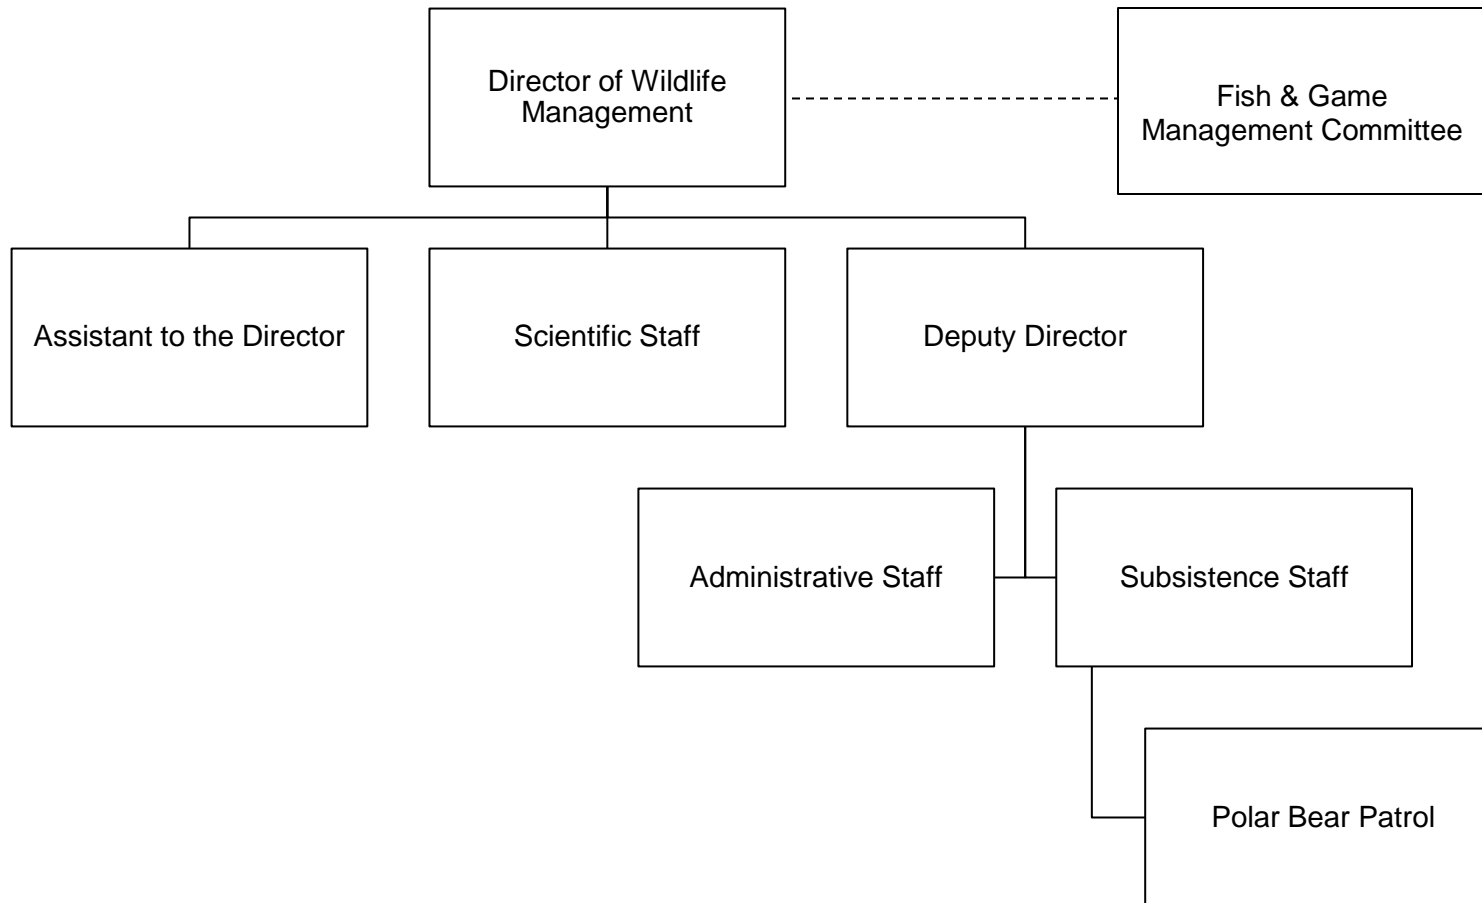 Director of Wildlife
Management
Fish & Game
Management Committee
Assistant to the Director
Scientific Staff
Deputy Director
Administrative Staff
Subsistence Staff
Polar Bear Patrol